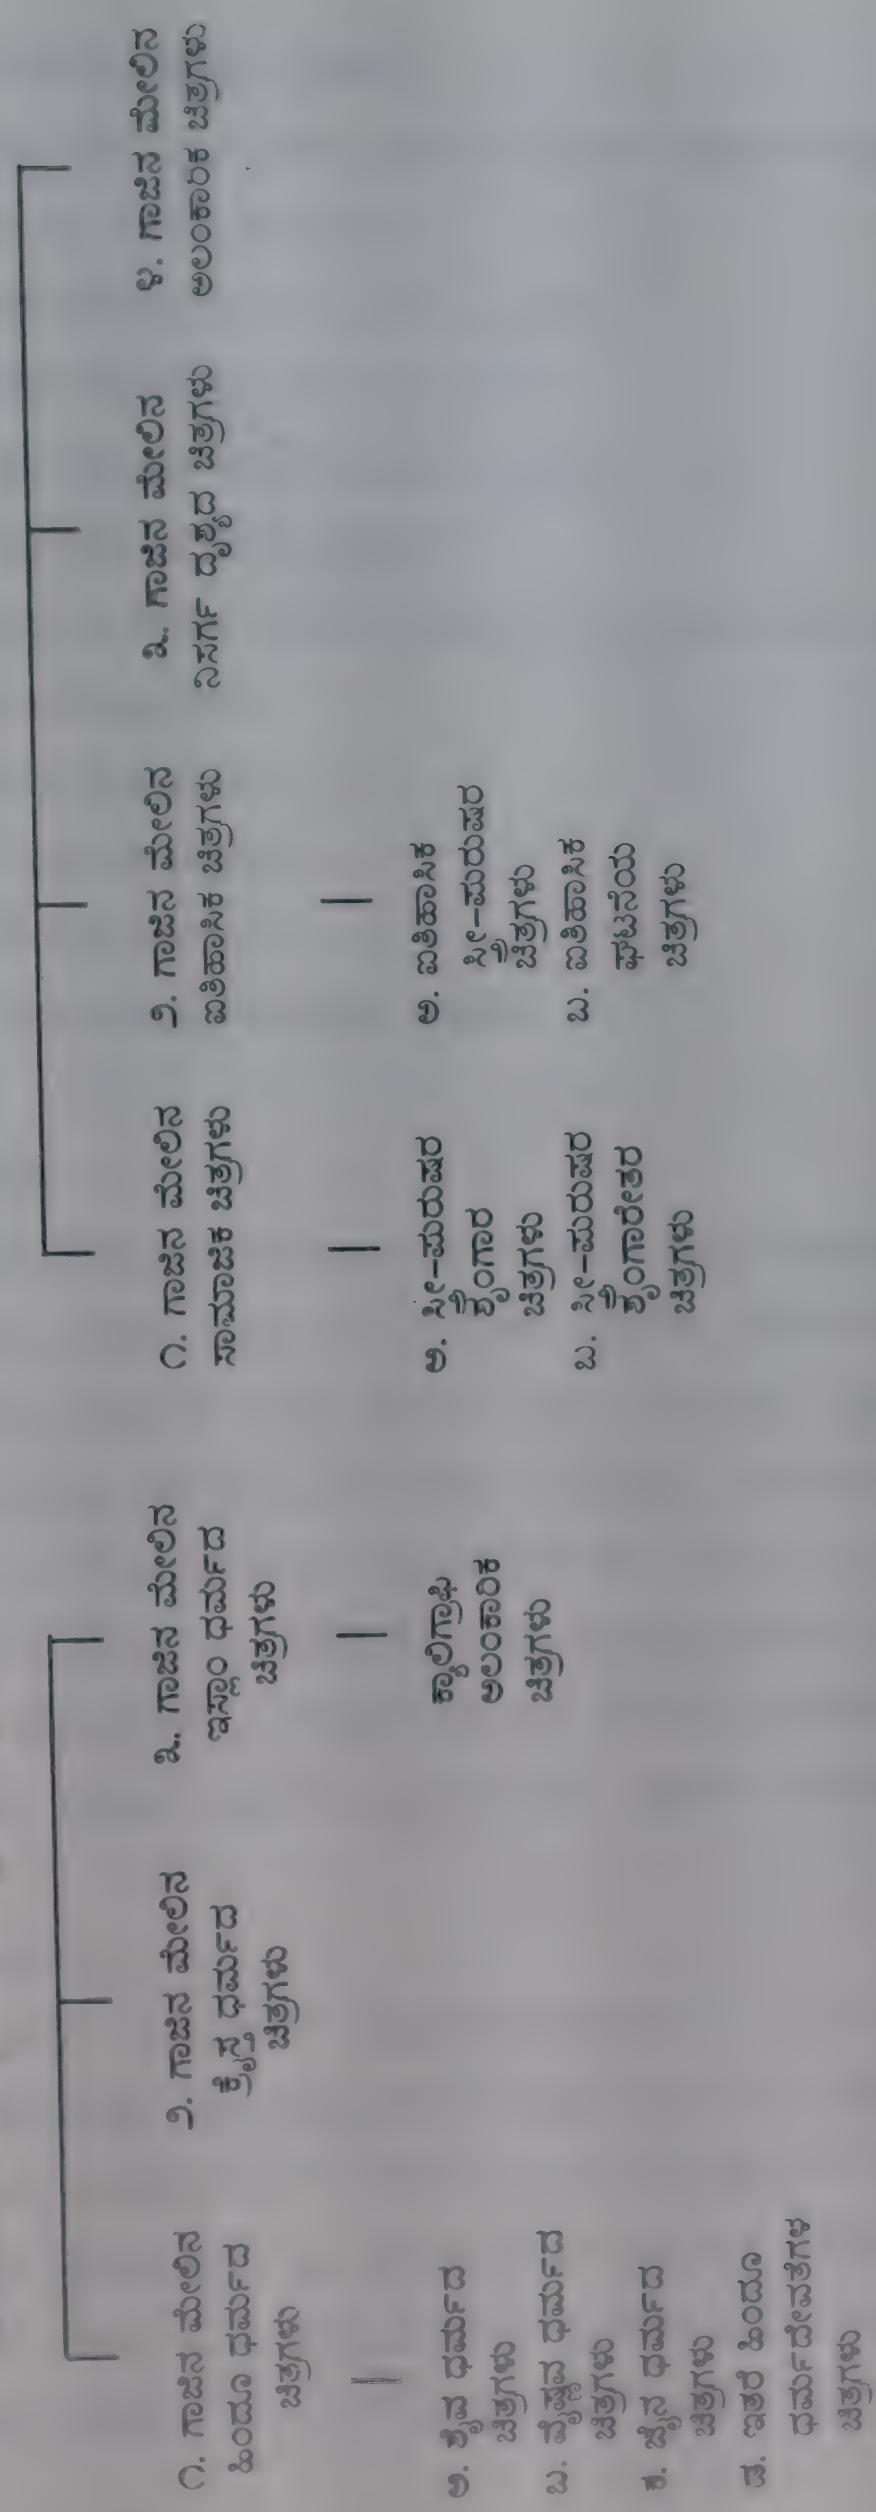 ೧. ಗಾಜಿನ ಮೇಲಿನ
ಹಿಂದೂ ಧರ್ಮದ
ಚಿತ್ರಗಳು
ಅ. ಶೈವ ಧರ್ಮದ
ಚಿತ್ರಗಳು
ಬ. ವೈಷ್ಣವ ಧರ್ಮದ
ಚಿತ್ರಗಳು
ಕ. ಜೈನ ಧರ್ಮದ
ಚಿತ್ರಗಳು
ಡ. ಇತರೆ ಹಿಂದೂ
ಧರ್ಮದೇವತೆಗಳ
ಚಿತ್ರಗಳು
೨. ಗಾಜಿನ ಮೇಲಿನ
ಕ್ರೈಸ್ತ ಧರ್ಮದ
ಚಿತ್ರಗಳು
೩. ಗಾಜಿನ ಮೇಲಿನ
ಇಸ್ಲಾಂ ಧರ್ಮದ
ಚಿತ್ರಗಳು
ಕ್ಯಾಲಿಗ್ರಾಫಿ
ಅಲಂಕಾರಿಕ
ಚಿತ್ರಗಳು
೧. ಗಾಜಿನ ಮೇಲಿನ
ಸಾಮಾಜಿಕ ಚಿತ್ರಗಳು
ಅ. ಸ್ತ್ರೀ-ಪುರುಷರ
ಶೃಂಗಾರ
ಚಿತ್ರಗಳು
ಬ. ಸ್ತ್ರೀ-ಪುರುಷರ
ಶೃಂಗಾರೇತರ
ಚಿತ್ರಗಳು
೨. ಗಾಜಿನ ಮೇಲಿನ
ಐತಿಹಾಸಿಕ ಚಿತ್ರಗಳು
ಅ. ಐತಿಹಾಸಿಕ
ಸ್ತ್ರೀ-ಪುರುಷರ
ಚಿತ್ರಗಳು
ಬ. ಐತಿಹಾಸಿಕ
ಘಟನೆಯ
ಚಿತ್ರಗಳು
೩. ಗಾಜಿನ ಮೇಲಿನ
ನಿಸರ್ಗ ದೃಶ್ಯದ ಚಿತ್ರಗಳು
೪. ಗಾಜಿನ ಮೇಲಿನ
ಅಲಂಕಾರಿಕ ಚಿತ್ರಗಳು